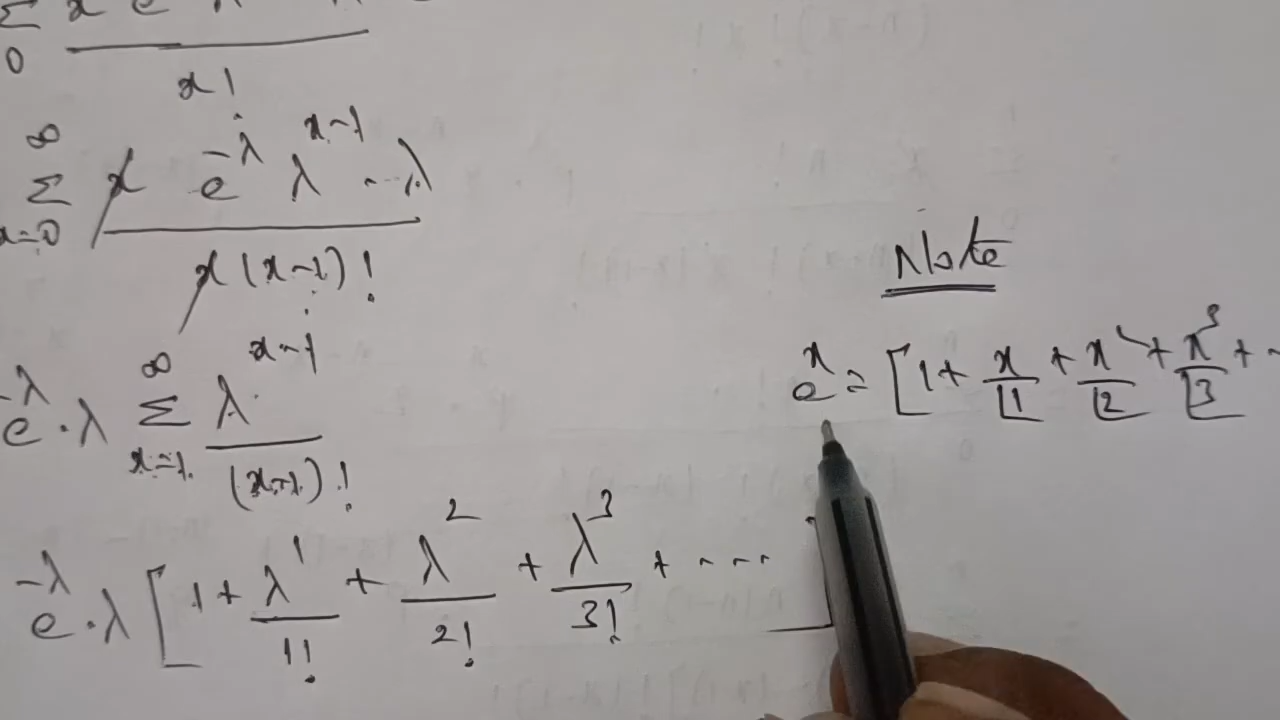 Σ x e λ
0 x!
∞ Σ x=0 x e^-λ λ^x-1 . λ
x (x-1)!
Note
e^-λ . λ ∞ Σ x=1 λ^x-1
(x-1)!
e^x = [1 + x/⌊1 + x^2/⌊2 + x^3/⌊3 + --
e^-λ . λ [1 + λ^1/1! + λ^2/2! + λ^3/3! + ---- ]